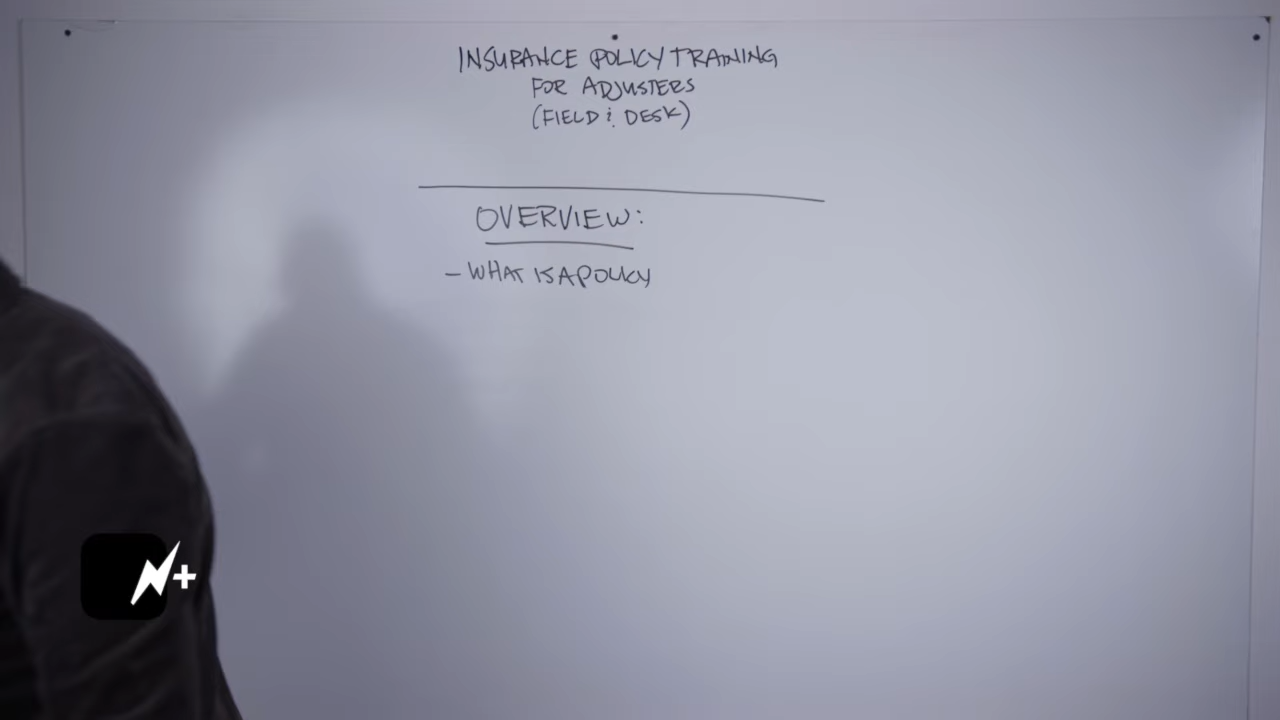 INSURANCE POLICY TRAINING
FOR ADJUSTERS
(FIELD & DESK)
OVERVIEW:
- WHAT IS A POLICY